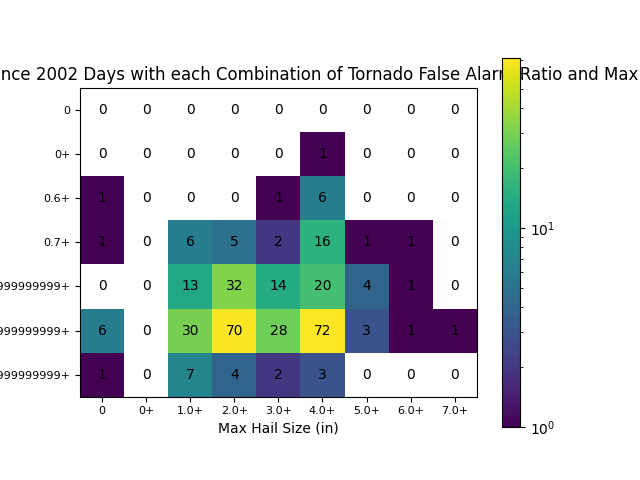 nce 2002 Days with each Combination of Tornado False Alarm Ratio and Max
0 0 0 0 0 0 0 0 0 0
0+ 0 0 0 0 0 1 0 0 0
0.6+ 1 0 0 0 1 6 0 0 0
0.7+ 1 0 6 5 2 16 1 1 0
999999999+ 0 0 13 32 14 20 4 1 0
999999999+ 6 0 30 70 28 72 3 1 1
999999999+ 1 0 7 4 2 3 0 0 0
0 0+ 1.0+ 2.0+ 3.0+ 4.0+ 5.0+ 6.0+ 7.0+
Max Hail Size (in)
10^1
10^0